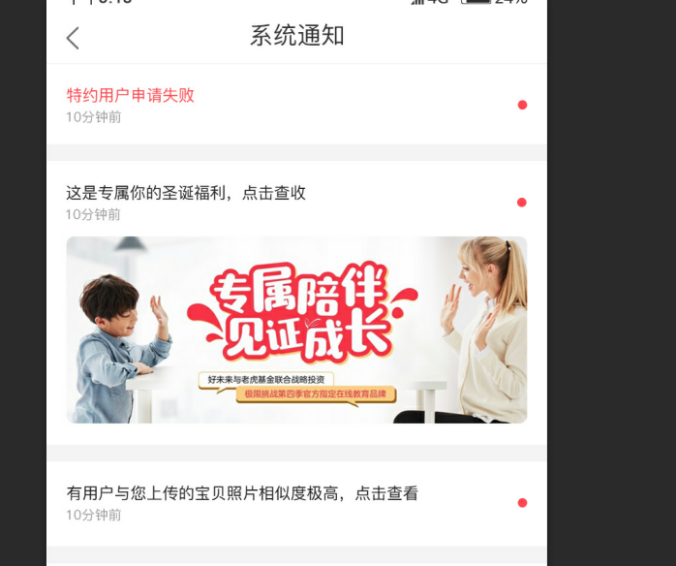 系统通知
特约用户申请失败
10分钟前
这是专属你的圣诞福利，点击查收
10分钟前
专属陪伴
见证成长
好未来与老虎基金联合战略投资
极限挑战第四季官方指定在线教育品牌
有用户与您上传的宝贝照片相似度极高，点击查看
10分钟前